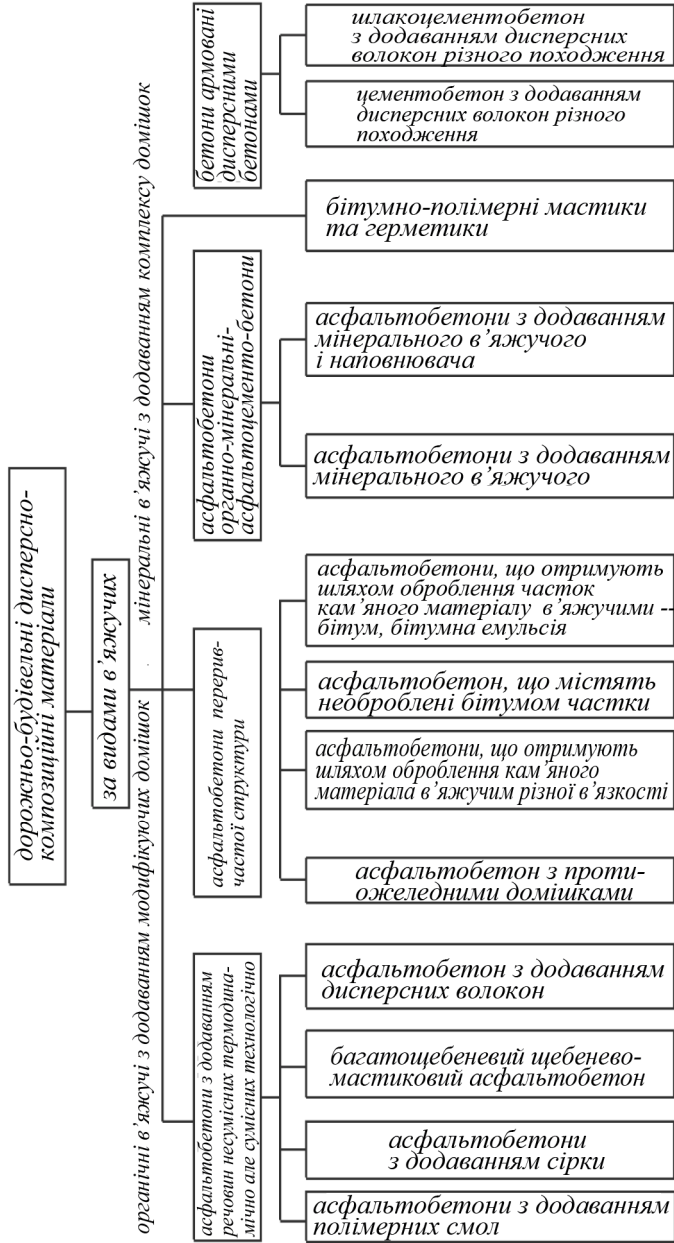 дорожньо-будівельні дисперсно-
композиційні матеріали
за видами в’яжучих
органічні в’яжучі з додаванням модифікуючих домішок
мінеральні в’яжучі з додаванням комплексу домішок
бетони армовані
дисперсними
бетонами
шлакоцементобетон
з додаванням дисперсних
волокон різного походження
цементобетон з додаванням
дисперсних волокон різного
походження
бітумно-полімерні мастики
та герметики
асфальтобетони
органно-мінеральні-
асфальтоцементо-бетони
асфальтобетони з додаванням
мінерального в’яжучого
і наповнювача
асфальтобетони з додаванням
мінерального в’яжучого
асфальтобетони перерив-
частої структури
асфальтобетони, що отримують
шляхом оброблення часток
кам’яного матеріалу в’яжучими --
бітум, бітумна емульсія
асфальтобетон, що містять
необроблені бітумом частки
асфальтобетони, що отримують
шляхом оброблення кам’яного
матеріала в’яжучим різної в’язкості
асфальтобетон з проти-
ожеледними домішками
асфальтобетони з додаванням
речовин несумісних термодина-
мічно але сумісних технологічно
асфальтобетон з додаванням
дисперсних волокон
багатощебеневий щебенево-
мастиковий асфальтобетон
асфальтобетони
з додаванням сірки
асфальтобетони з додаванням
полімерних смол